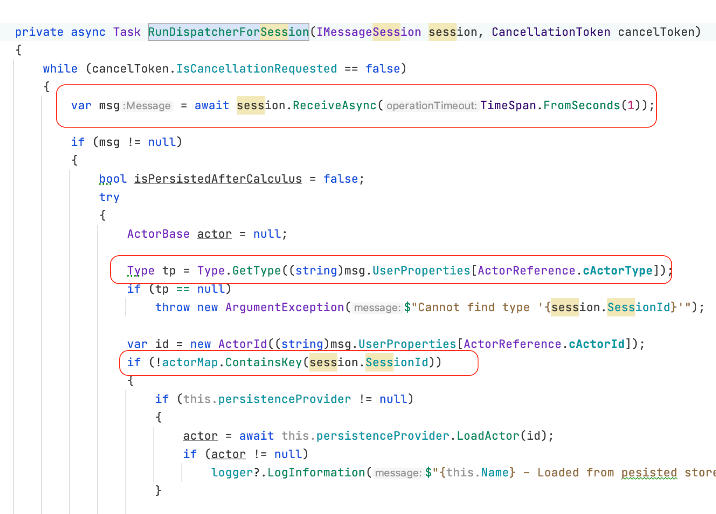 private async Task RunDispatcherForSession(IMessageSession session, CancellationToken cancelToken)
{
while (cancelToken.IsCancellationRequested == false)
{
var msg:Message = await session.ReceiveAsync(operationTimeout:TimeSpan.FromSeconds(1));
if (msg != null)
{
bool isPersistedAfterCalculus = false;
try
{
ActorBase actor = null;
Type tp = Type.GetType((string)msg.UserProperties[ActorReference.cActorType]);
if (tp == null)
throw new ArgumentException(message:$"Cannot find type '{session.SessionId}'");
var id = new ActorId((string)msg.UserProperties[ActorReference.cActorId]);
if (!actorMap.ContainsKey(session.SessionId))
{
if (this.persistenceProvider != null)
{
actor = await this.persistenceProvider.LoadActor(id);
if (actor != null)
logger?.LogInformation(message:$"{this.Name} - Loaded from pesisted store
}